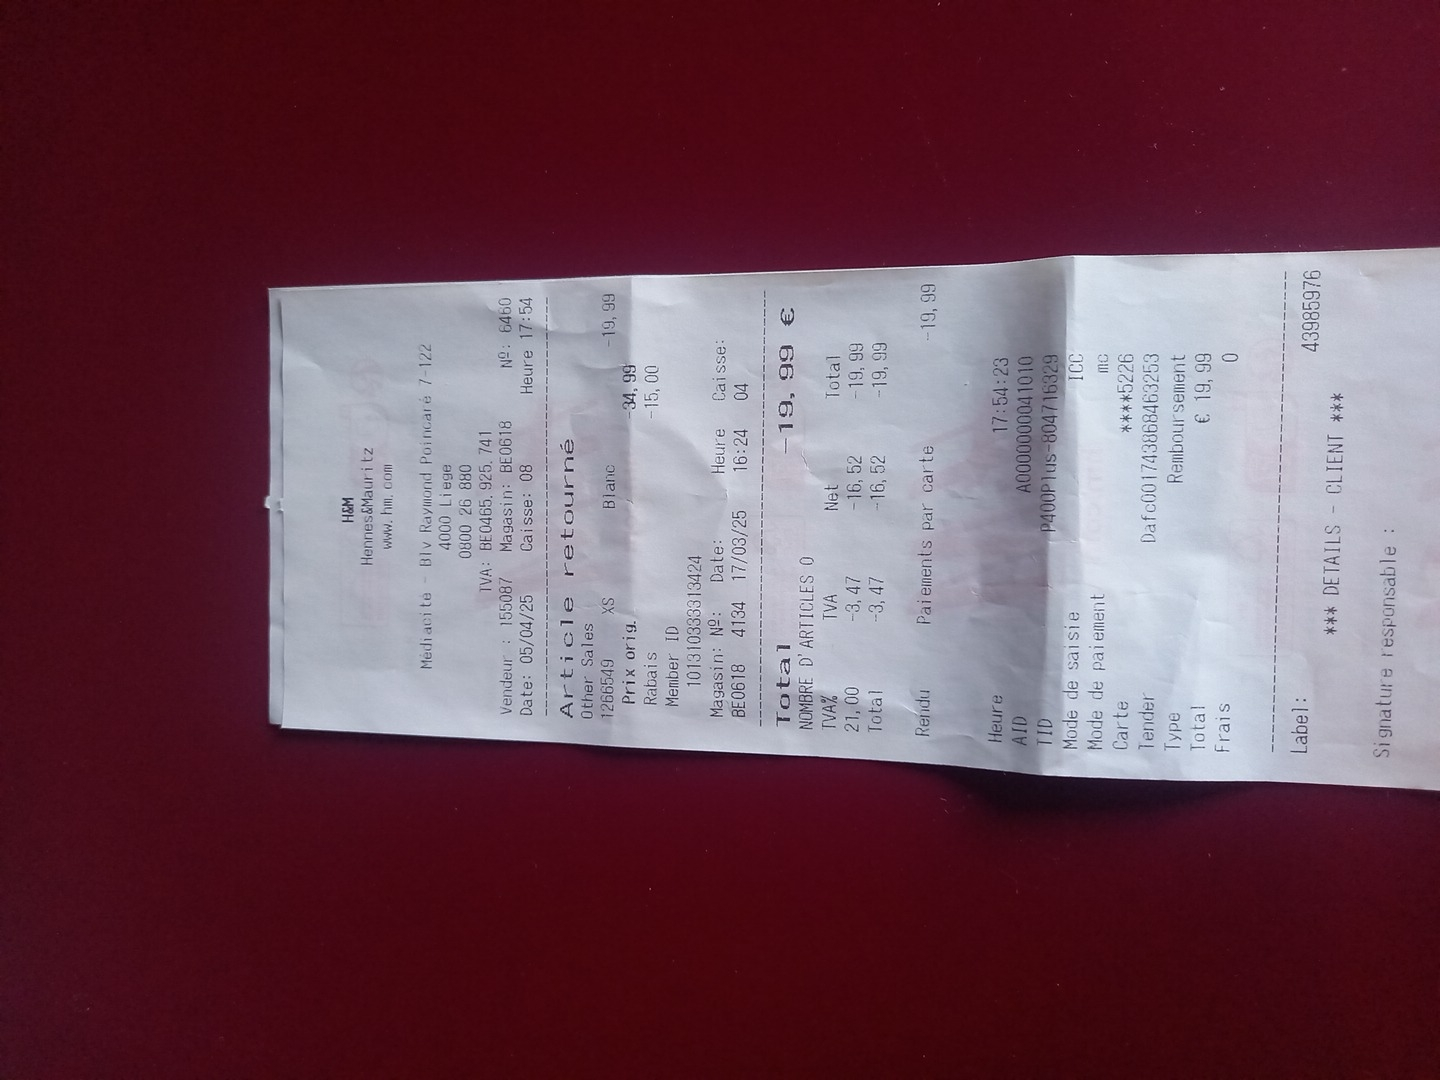 H&M
Hennes&Mauritz
www.hm.com
Médiacité - Blv Raymond Poincaré 7-122
4000 Liege
0800 26 880
TVA: BE0465.925.741
Vendeur : 155087 Magasin: BE0618 Nº: 6460
Date: 05/04/25 Caisse: 08 Heure 17:54
Article retourné
Other Sales
1266549 XS Blanc -19,99
Prix orig. -34,99
Rabais -15,00
Member ID
1013103333313424
Magasin: Nº: Date: Heure Caisse:
BE0618 4134 17/03/25 16:24 04
Total -19,99 €
NOMBRE D'ARTICLES 0
TVA% TVA Net Total
21,00 -3,47 -16,52 -19,99
Total -3,47 -16,52 -19,99
Rendu Paiements par carte -19,99
Heure 17:54:23
AID A0000000041010
TID P400Plus-804716329
Mode de saisie ICC
Mode de paiement mc
Carte ****5226
Tender Dafc001743868463253
Type Remboursement
Total € 19,99
Frais 0
Label: 43985976
*** DETAILS - CLIENT ***
Signature responsable :